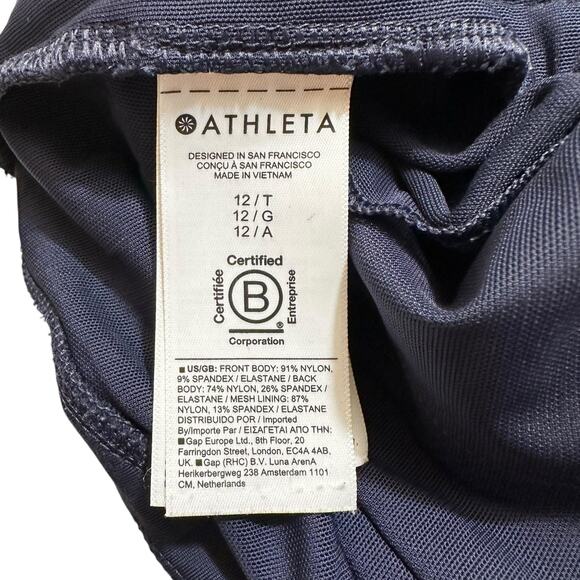 ATHLETA
DESIGNED IN SAN FRANCISCO
CONÇU À SAN FRANCISCO
MADE IN VIETNAM
12 / T
12 / G
12 / A
Certified
Certifiée
B
Entreprise
®
Corporation
■ US/GB: FRONT BODY: 91% NYLON,
9% SPANDEX / ELASTANE / BACK
BODY: 74% NYLON, 26% SPANDEX /
ELASTANE / MESH LINING: 87%
NYLON, 13% SPANDEX / ELASTANE
DISTRIBUIDO POR / Imported
By/Importe Par / ΕΙΣΑΓΕΤΑΙ ΑΠΟ ΤΗΝ:
■ Gap Europe Ltd., 8th Floor, 20
Farringdon Street, London, EC4A 4AB,
UK. ■ Gap (RHC) B.V. Luna ArenA
Herikerbergweg 238 Amsterdam 1101
CM, Netherlands